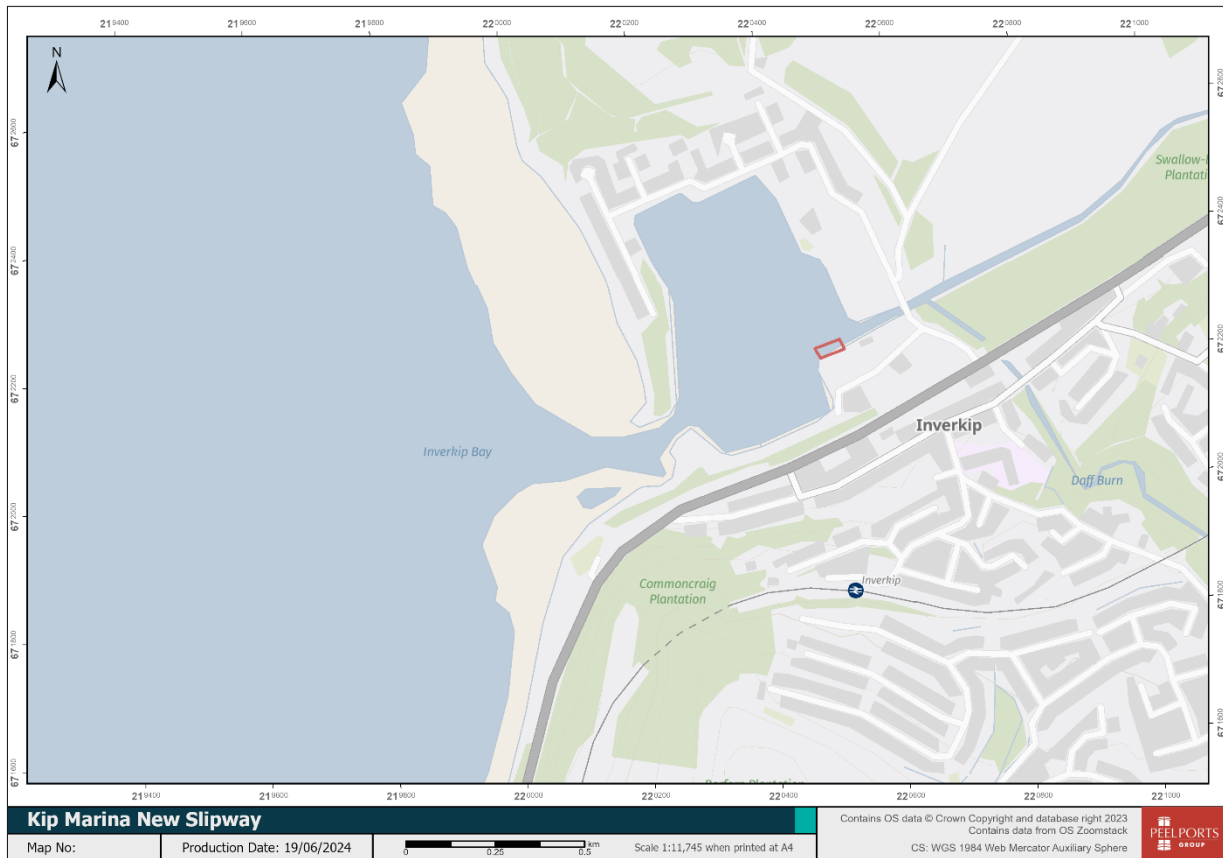 219400 219600 219800 220000 220200 220400 220600 220800 221000
N
672600
672600
Plantati
672400
672400
672200
672200
Inverkip
Inverkip Bay
Daff Burn
672000
672000
Commoncraig
Plantation
Inverkip
671800
671800
671600
671600
219400 219600 219800 220000 220200 220400 220600 220800 221000
Kip Marina New Slipway
Map No:
Production Date: 19/06/2024
0 0.25 0.5 km
Scale 1:11,745 when printed at A4
Contains OS data © Crown Copyright and database right 2023
Contains data from OS Zoomstack
CS: WGS 1984 Web Mercator Auxiliary Sphere
PEELPORTS
GROUP